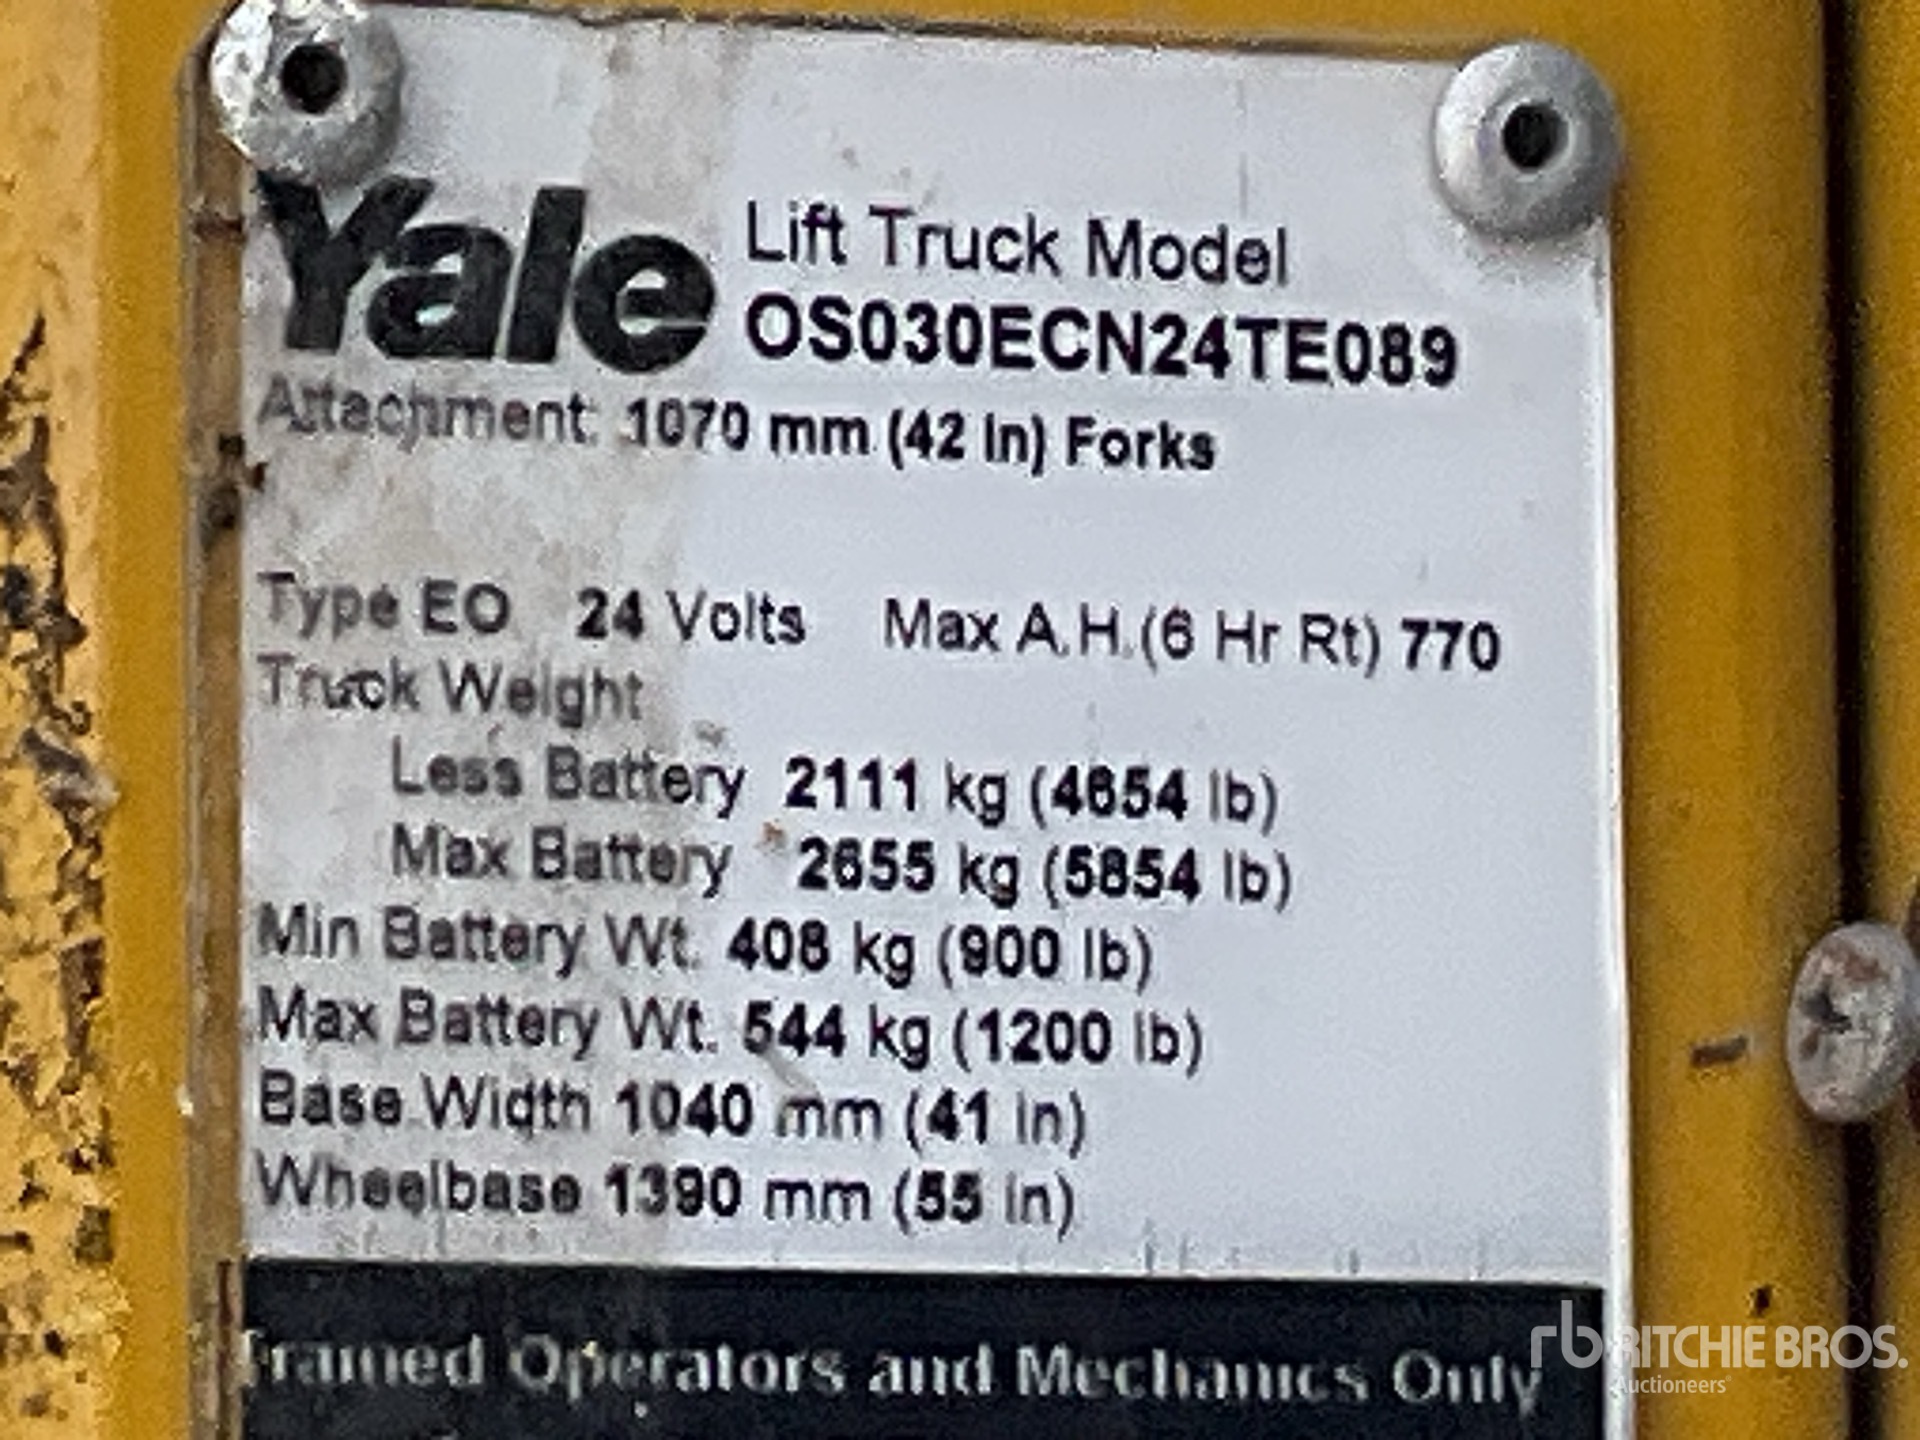 Yale
Lift Truck Model
OS030ECN24TE089
Attachment: 1070 mm (42 in) Forks
Type EO 24 Volts Max A.H.(6 Hr Rt) 770
Truck Weight
Less Battery 2111 kg (4654 lb)
Max Battery 2655 kg (5854 lb)
Min Battery Wt. 408 kg (900 lb)
Max Battery Wt. 544 kg (1200 lb)
Base Width 1040 mm (41 in)
Wheelbase 1390 mm (55 in)
Trained Operators and Mechanics Only
rb RITCHIE BROS.
Auctioneers